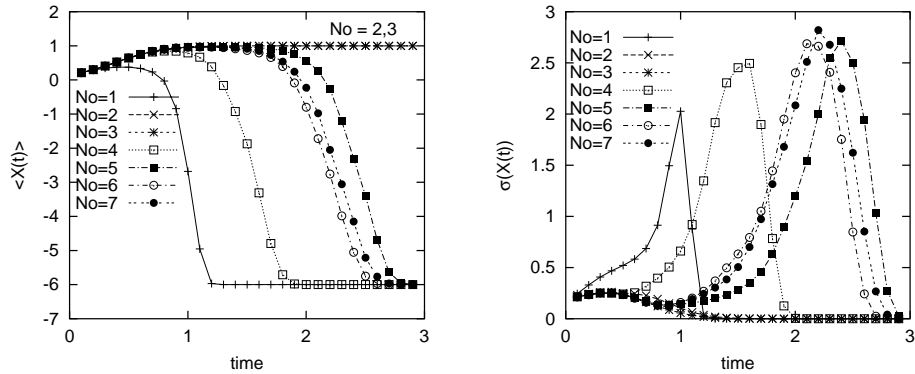 No = 2,3
2
1
0
-1
-2
-3
-4
-5
-6
-7
<X(t)>
No=1
No=2
No=3
No=4
No=5
No=6
No=7
0
1
2
3
time
3
2.5
2
1.5
1
0.5
0
σ(X(t))
No=1
No=2
No=3
No=4
No=5
No=6
No=7
0
1
2
3
time